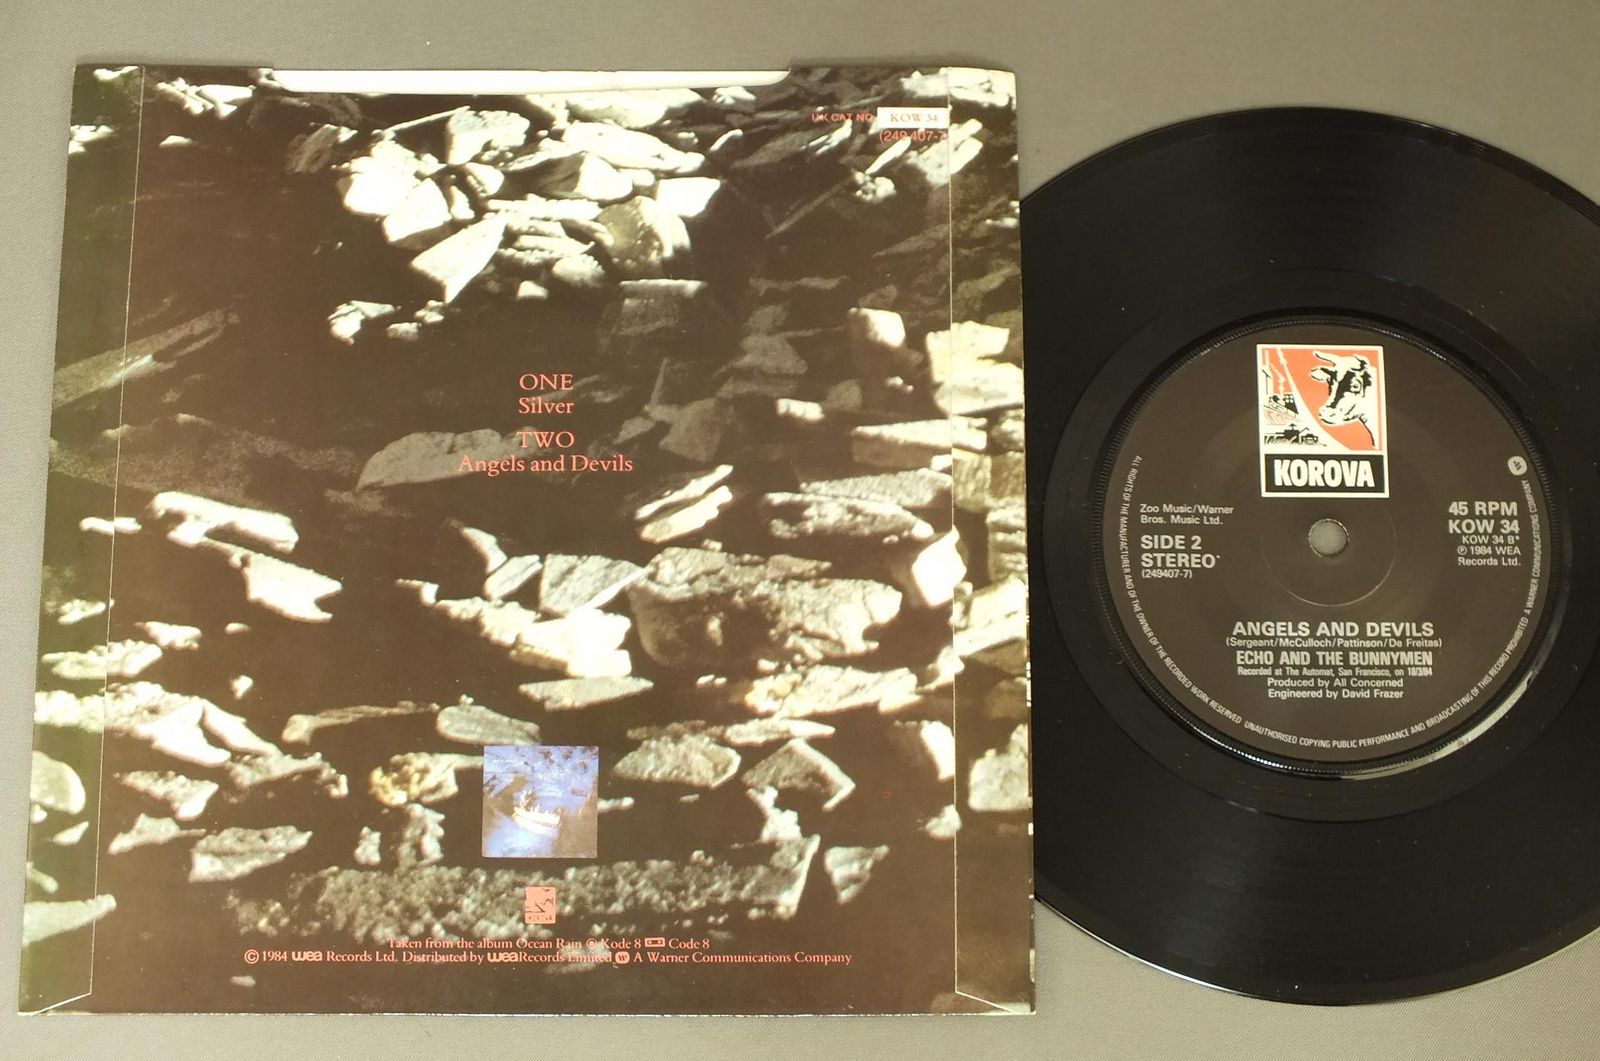 UK CAT NO. KOW 34
(249 407-7
ONE
Silver
TWO
Angels and Devils
Taken from the album Ocean Rain Kode 8 Code 8
© 1984 wea Records Ltd. Distributed by wea Records Limited A Warner Communications Company
KOROVA
Zoo Music/Warner
Bros. Music Ltd.
SIDE 2
STEREO
(249407-7)
45 RPM
KOW 34
KOW 34 B*
℗ 1984 WEA
Records Ltd.
ANGELS AND DEVILS
(Sergeant/McCulloch/Pattinson/De Freitas)
ECHO AND THE BUNNYMEN
Recorded at The Automat, San Francisco, on 18/3/84
Produced by All Concerned
Engineered by David Frazer
ALL RIGHTS OF THE MANUFACTURER AND OF THE OWNER OF THE RECORDED WORK RESERVED UNAUTHORISED COPYING PUBLIC PERFORMANCE AND BROADCASTING OF THIS RECORD PROHIBITED A WARNER COMMUNICATIONS COMPANY